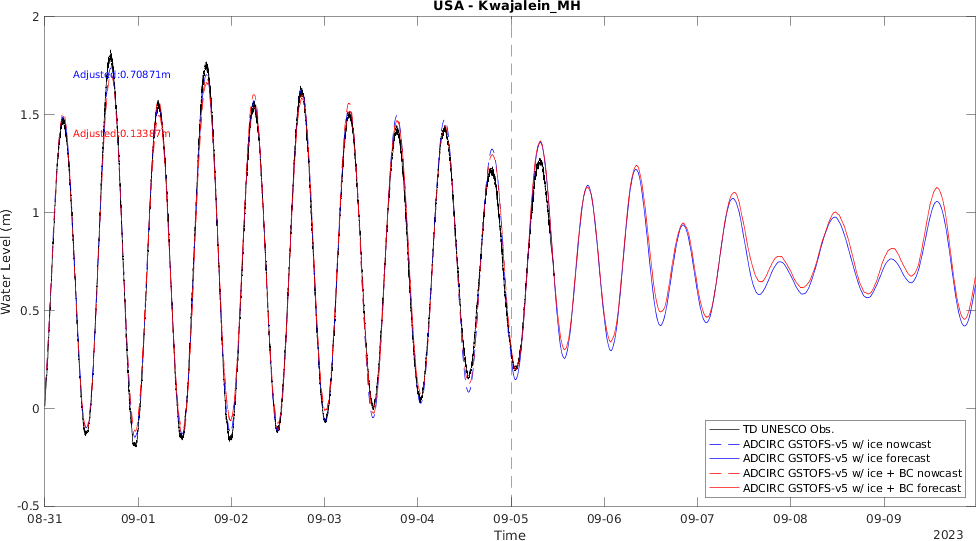 USA - Kwajalein_MH
2
1.5
1
0.5
0
-0.5
Water Level (m)
Adjusted:0.70871m
Adjusted:0.13387m
TD UNESCO Obs.
ADCIRC GSTOFS-v5 w/ ice nowcast
ADCIRC GSTOFS-v5 w/ ice forecast
ADCIRC GSTOFS-v5 w/ ice + BC nowcast
ADCIRC GSTOFS-v5 w/ ice + BC forecast
08-31 09-01 09-02 09-03 09-04 09-05 09-06 09-07 09-08 09-09
Time
2023